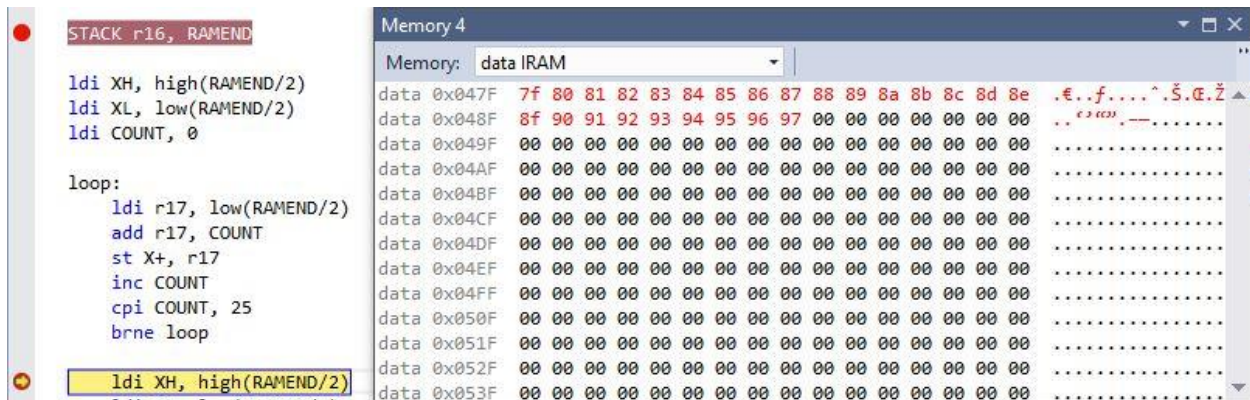 STACK r16, RAMEND
ldi XH, high(RAMEND/2)
ldi XL, low(RAMEND/2)
ldi COUNT, 0
loop:
ldi r17, low(RAMEND/2)
add r17, COUNT
st X+, r17
inc COUNT
cpi COUNT, 25
brne loop
ldi XH, high(RAMEND/2)
Memory 4
Memory: data IRAM
data 0x047F 7f 80 81 82 83 84 85 86 87 88 89 8a 8b 8c 8d 8e .€..ƒ....ˆ.Š.Œ.Ž
data 0x048F 8f 90 91 92 93 94 95 96 97 00 00 00 00 00 00 00 ..‘’“”.–—.......
data 0x049F 00 00 00 00 00 00 00 00 00 00 00 00 00 00 00 00 ................
data 0x04AF 00 00 00 00 00 00 00 00 00 00 00 00 00 00 00 00 ................
data 0x04BF 00 00 00 00 00 00 00 00 00 00 00 00 00 00 00 00 ................
data 0x04CF 00 00 00 00 00 00 00 00 00 00 00 00 00 00 00 00 ................
data 0x04DF 00 00 00 00 00 00 00 00 00 00 00 00 00 00 00 00 ................
data 0x04EF 00 00 00 00 00 00 00 00 00 00 00 00 00 00 00 00 ................
data 0x04FF 00 00 00 00 00 00 00 00 00 00 00 00 00 00 00 00 ................
data 0x050F 00 00 00 00 00 00 00 00 00 00 00 00 00 00 00 00 ................
data 0x051F 00 00 00 00 00 00 00 00 00 00 00 00 00 00 00 00 ................
data 0x052F 00 00 00 00 00 00 00 00 00 00 00 00 00 00 00 00 ................
data 0x053F 00 00 00 00 00 00 00 00 00 00 00 00 00 00 00 00 ................